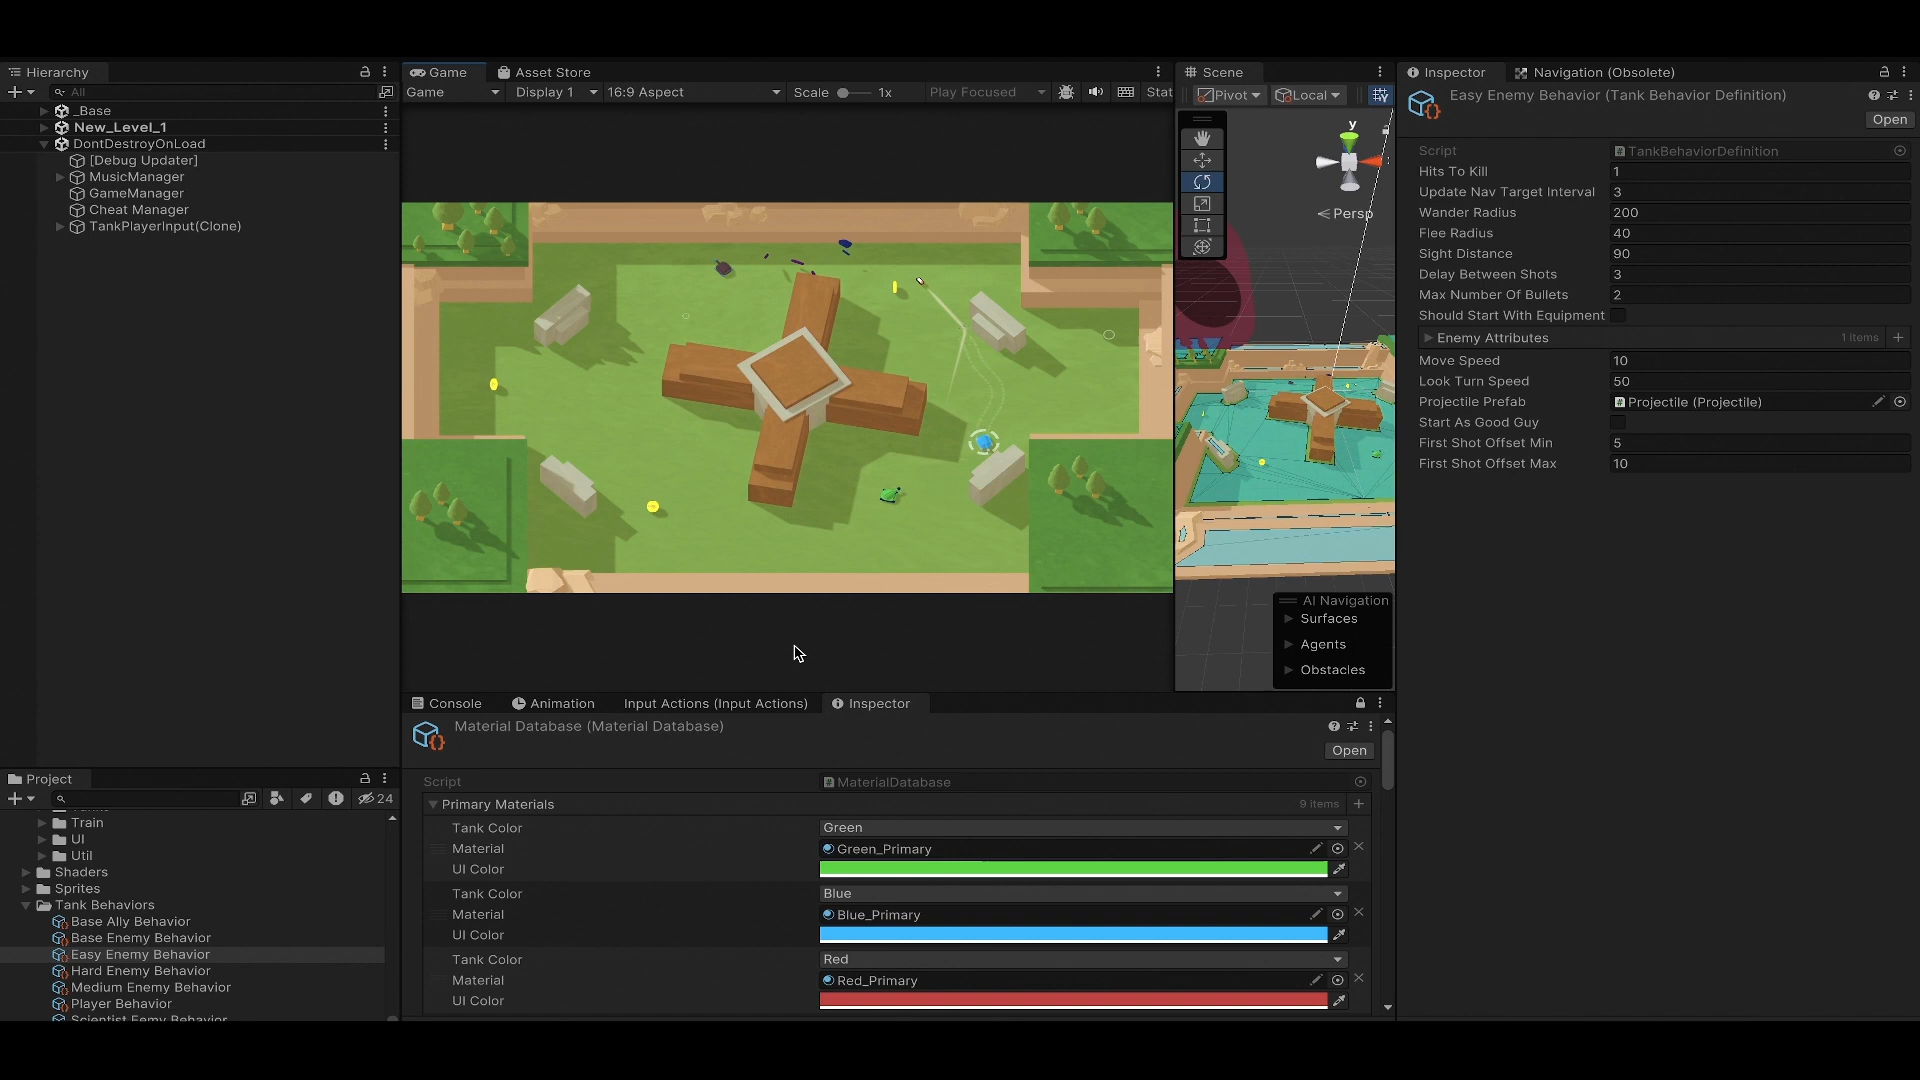 Hierarchy
All
_Base
New_Level_1
DontDestroyOnLoad
[Debug Updater]
MusicManager
GameManager
Cheat Manager
TankPlayerInput(Clone)
Game
Asset Store
Game
Display 1
16:9 Aspect
Scale
1x
Play Focused
Stat
Scene
Pivot
Local
y
Persp
AI Navigation
Surfaces
Agents
Obstacles
Inspector
Navigation (Obsolete)
Easy Enemy Behavior (Tank Behavior Definition)
Open
Script TankBehaviorDefinition
Hits To Kill 1
Update Nav Target Interval 3
Wander Radius 200
Flee Radius 40
Sight Distance 90
Delay Between Shots 3
Max Number Of Bullets 2
Should Start With Equipment
Enemy Attributes 1 items
Move Speed 10
Look Turn Speed 50
Projectile Prefab Projectile (Projectile)
Start As Good Guy
First Shot Offset Min 5
First Shot Offset Max 10
Project
24
Train
UI
Util
Shaders
Sprites
Tank Behaviors
Base Ally Behavior
Base Enemy Behavior
Easy Enemy Behavior
Hard Enemy Behavior
Medium Enemy Behavior
Player Behavior
Console
Animation
Input Actions (Input Actions)
Inspector
Material Database (Material Database)
Open
Script MaterialDatabase
Primary Materials 9 items
Tank Color Green
Material Green_Primary
UI Color
Tank Color Blue
Material Blue_Primary
UI Color
Tank Color Red
Material Red_Primary
UI Color